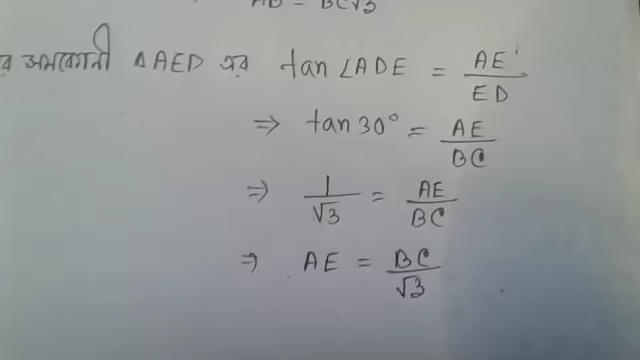 AB = BC√3
র সমকোনী ΔAED এর tan∠ADE = AE/ED
⇒ tan 30° = AE/BC
⇒ 1/√3 = AE/BC
⇒ AE = BC/√3